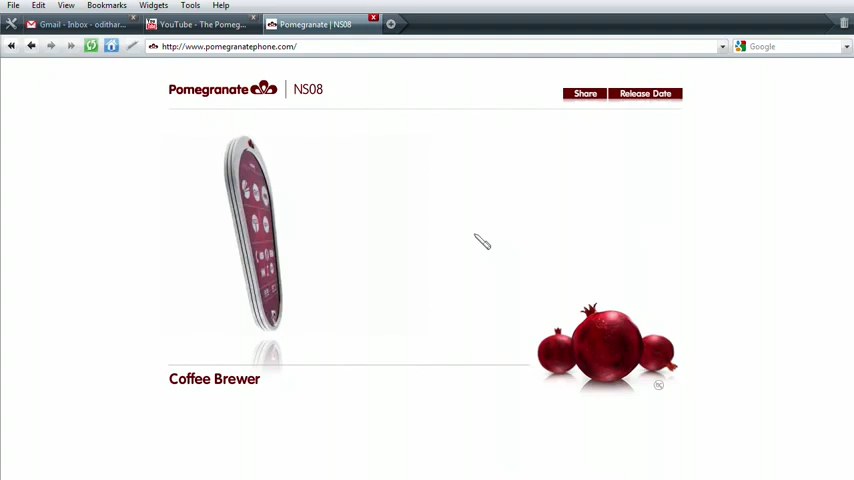 File Edit View Bookmarks Widgets Tools Help
Gmail - Inbox - odithar... YouTube - The Pomeg... Pomegranate | NS08
http://www.pomegranatephone.com/ Google
Pomegranate NS08
Share Release Date
Coffee Brewer